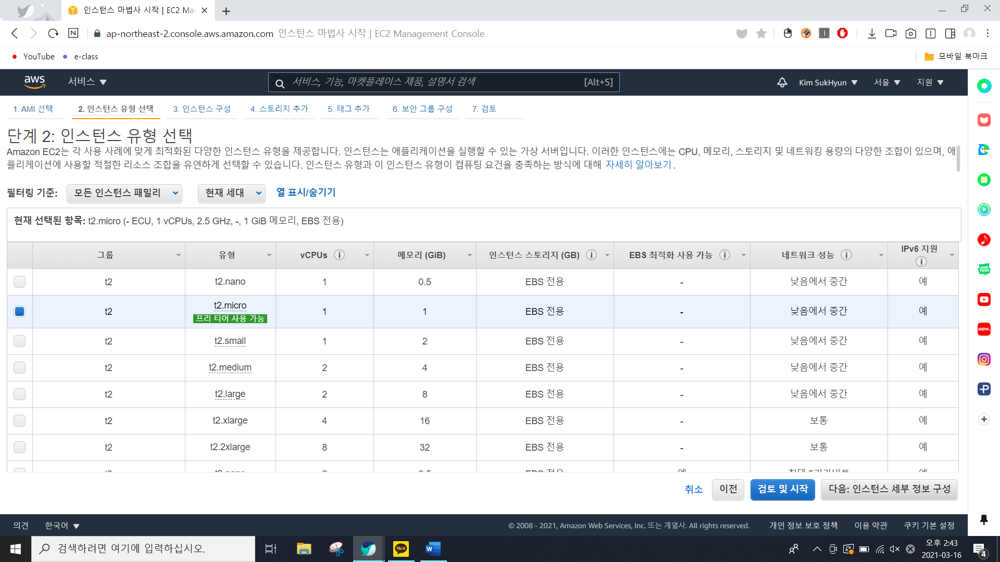 인스턴스 마법사 시작 | EC2 Ma
ap-northeast-2.console.aws.amazon.com 인스턴스 마법사 시작 | EC2 Management Console
YouTube e-class 모바일 북마크
aws 서비스 서비스, 기능, 마켓플레이스 제품, 설명서 검색 [Alt+S] Kim SukHyun 서울 지원
1. AMI 선택 2. 인스턴스 유형 선택 3. 인스턴스 구성 4. 스토리지 추가 5. 태그 추가 6. 보안 그룹 구성 7. 검토
단계 2: 인스턴스 유형 선택
Amazon EC2는 각 사용 사례에 맞게 최적화된 다양한 인스턴스 유형을 제공합니다. 인스턴스는 애플리케이션을 실행할 수 있는 가상 서버입니다. 이러한 인스턴스에는 CPU, 메모리, 스토리지 및 네트워킹 용량의 다양한 조합이 있으며, 애
플리케이션에 사용할 적절한 리소스 조합을 유연하게 선택할 수 있습니다. 인스턴스 유형과 이 인스턴스 유형이 컴퓨팅 요건을 충족하는 방식에 대해 자세히 알아보기.
필터링 기준: 모든 인스턴스 패밀리 현재 세대 열 표시/숨기기
현재 선택된 항목: t2.micro (- ECU, 1 vCPUs, 2.5 GHz, -, 1 GiB 메모리, EBS 전용)
그룹 유형 vCPUs 메모리 (GiB) 인스턴스 스토리지 (GB) EBS 최적화 사용 가능 네트워크 성능 IPv6 지원
t2 t2.nano 1 0.5 EBS 전용 - 낮음에서 중간 예
t2 t2.micro 1 1 EBS 전용 - 낮음에서 중간 예
프리 티어 사용 가능
t2 t2.small 1 2 EBS 전용 - 낮음에서 중간 예
t2 t2.medium 2 4 EBS 전용 - 낮음에서 중간 예
t2 t2.large 2 8 EBS 전용 - 낮음에서 중간 예
t2 t2.xlarge 4 16 EBS 전용 - 보통 예
t2 t2.2xlarge 8 32 EBS 전용 - 보통 예
취소 이전 검토 및 시작 다음: 인스턴스 세부 정보 구성
의견 한국어 © 2008 - 2021, Amazon Web Services, Inc. 또는 계열사. All rights reserved. 개인 정보 보호 정책 이용 약관 쿠키 기본 설정
검색하려면 여기에 입력하십시오. TALK W 오후 2:43
2021-03-16 4
WEB
TOON
NOW.